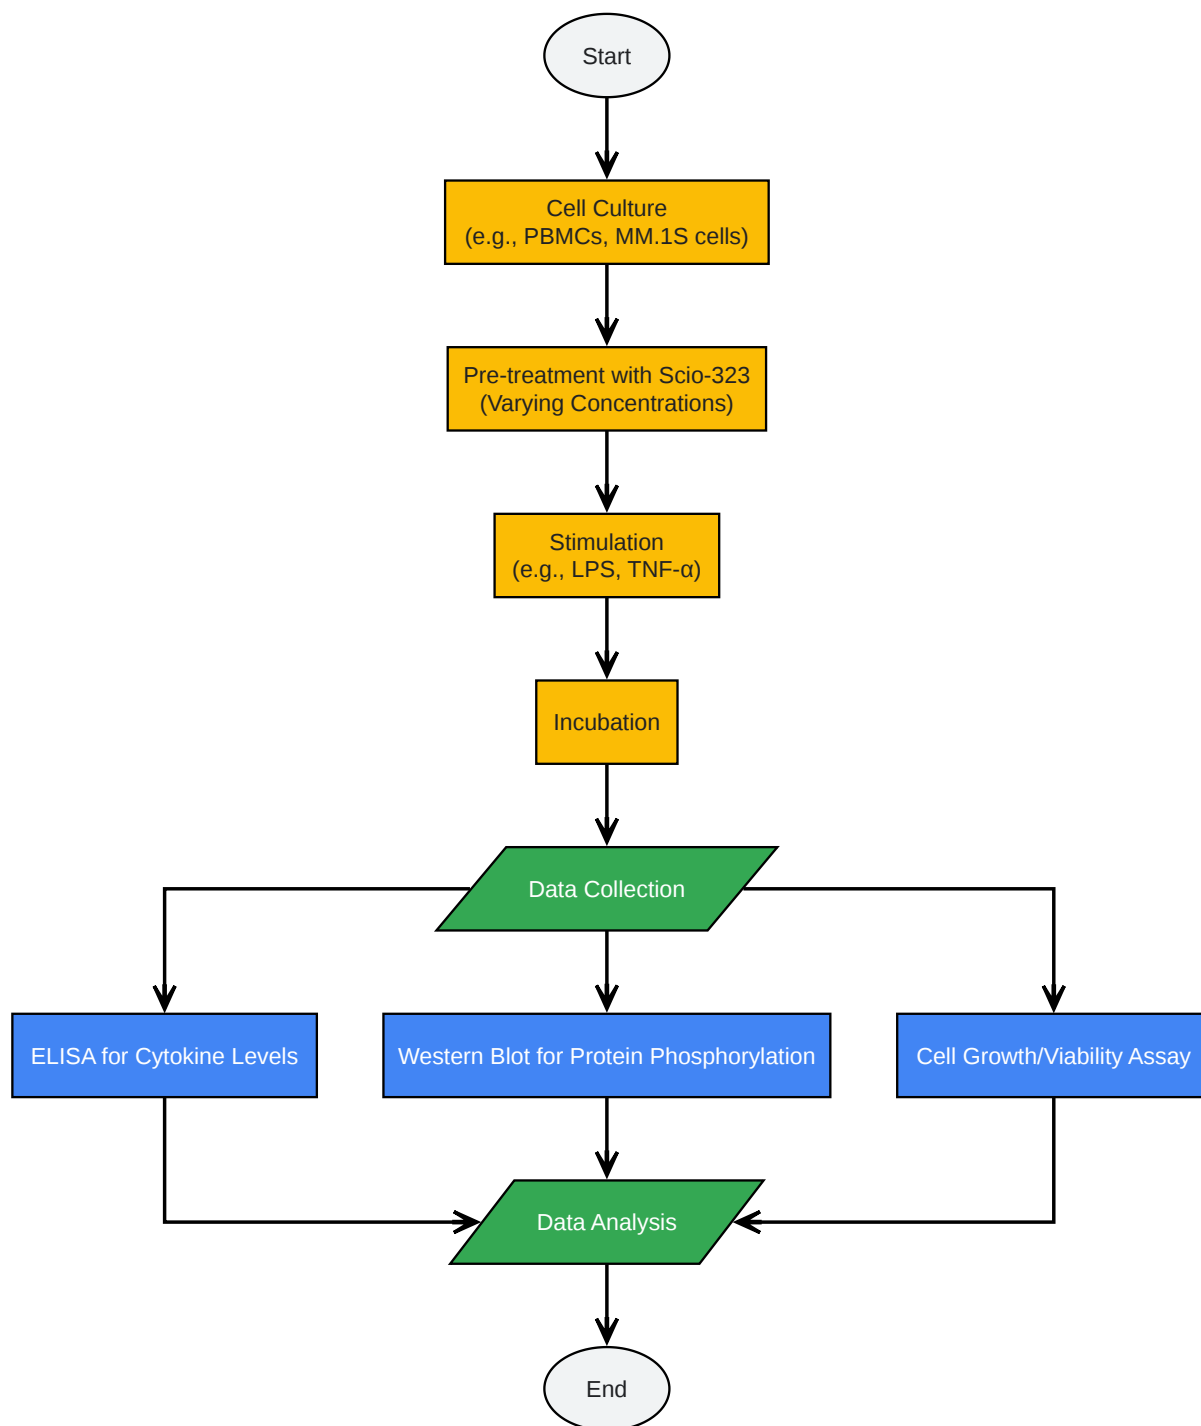 Start
Cell Culture
(e.g., PBMCs, MM.1S cells)
Pre-treatment with Scio-323
(Varying Concentrations)
Stimulation
(e.g., LPS, TNF-α)
Incubation
Data Collection
ELISA for Cytokine Levels
Western Blot for Protein Phosphorylation
Cell Growth/Viability Assay
Data Analysis
End